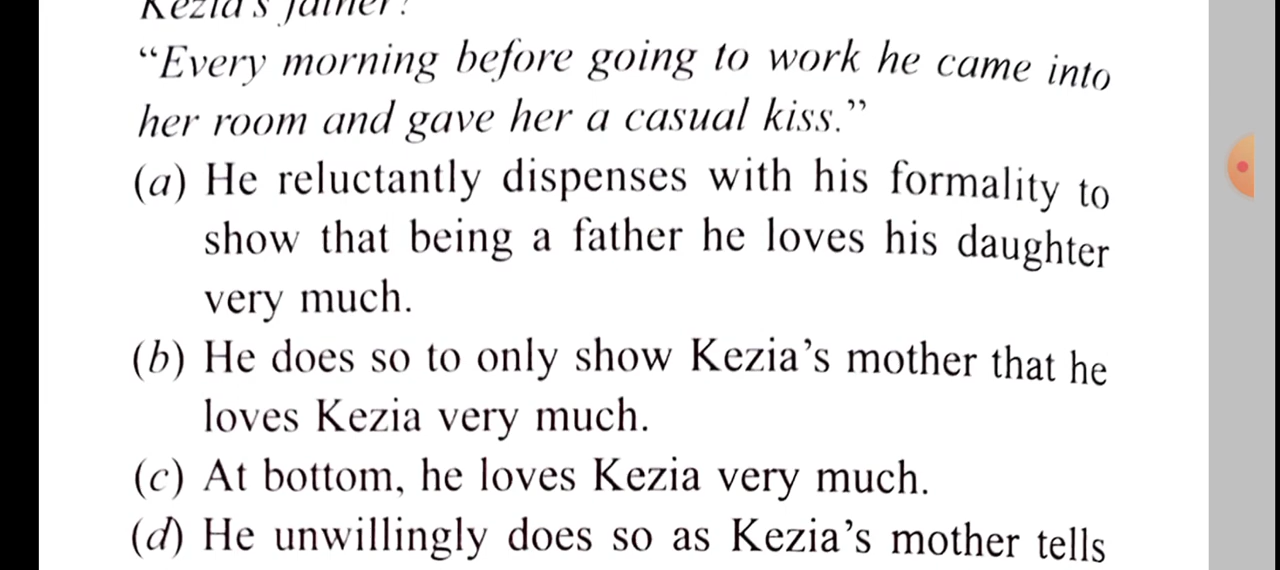 Kezia's father?
“Every morning before going to work he came into
her room and gave her a casual kiss.”
(a) He reluctantly dispenses with his formality to
show that being a father he loves his daughter
very much.
(b) He does so to only show Kezia’s mother that he
loves Kezia very much.
(c) At bottom, he loves Kezia very much.
(d) He unwillingly does so as Kezia’s mother tells